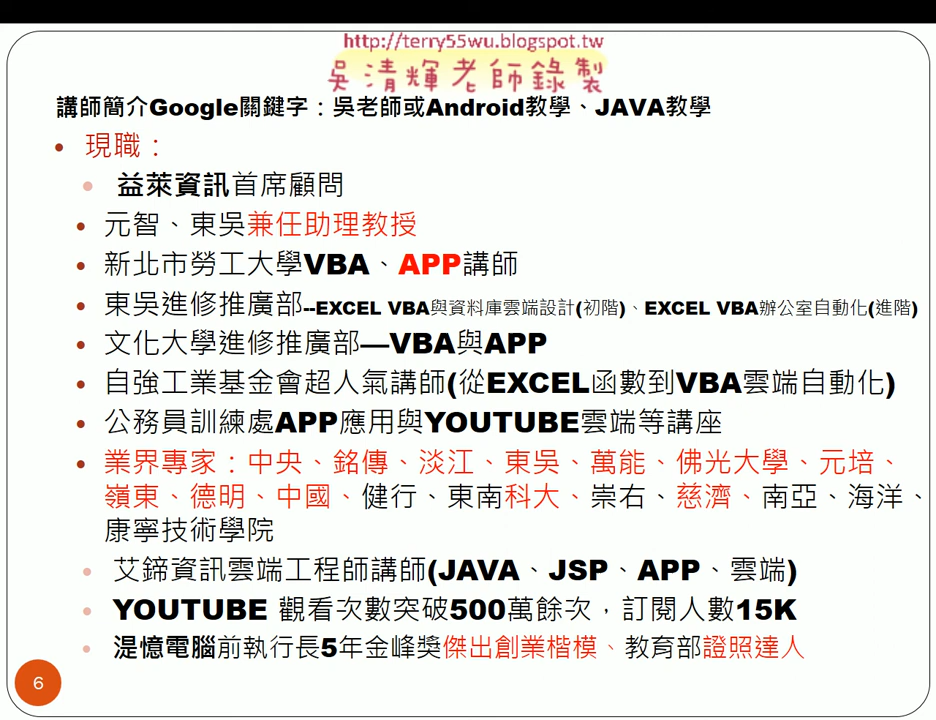 http://terry55wu.blogspot.tw
吳清輝老師錄製
講師簡介Google關鍵字：吳老師或Android教學、JAVA教學
• 現職：
• 益萊資訊首席顧問
• 元智、東吳兼任助理教授
• 新北市勞工大學VBA、APP講師
• 東吳進修推廣部--EXCEL VBA與資料庫雲端設計(初階)、EXCEL VBA辦公室自動化(進階)
• 文化大學進修推廣部—VBA與APP
• 自強工業基金會超人氣講師(從EXCEL函數到VBA雲端自動化)
• 公務員訓練處APP應用與YOUTUBE雲端等講座
• 業界專家：中央、銘傳、淡江、東吳、萬能、佛光大學、元培、
嶺東、德明、中國、健行、東南科大、崇右、慈濟、南亞、海洋、
康寧技術學院
• 艾鍗資訊雲端工程師講師(JAVA、JSP、APP、雲端)
• YOUTUBE 觀看次數突破500萬餘次，訂閱人數15K
• 湜憶電腦前執行長5年金峰獎傑出創業楷模、教育部證照達人
6